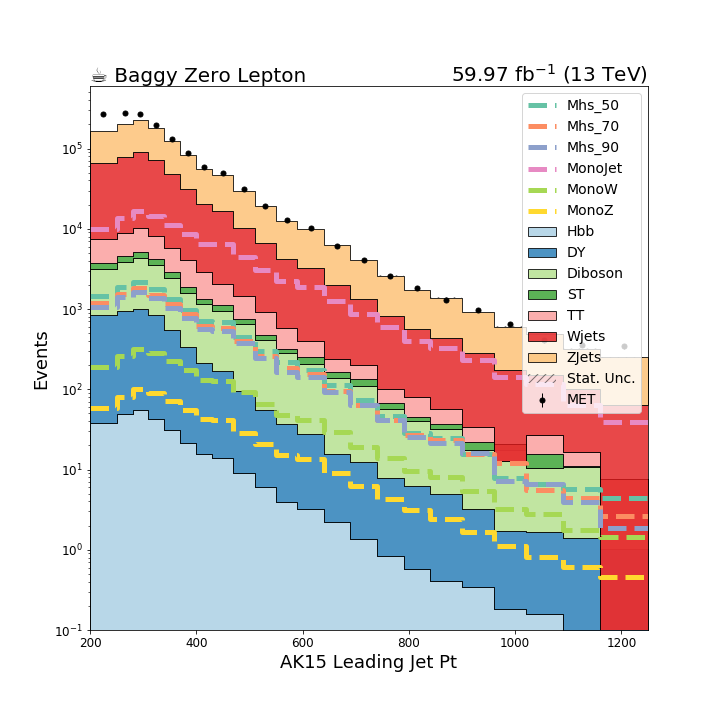 ☕ Baggy Zero Lepton
59.97 fb⁻¹ (13 TeV)
Events
10⁵
10⁴
10³
10²
10¹
10⁰
10⁻¹
200 400 600 800 1000 1200
AK15 Leading Jet Pt
Mhs_50
Mhs_70
Mhs_90
MonoJet
MonoW
MonoZ
Hbb
DY
Diboson
ST
TT
Wjets
ZJets
Stat. Unc.
MET